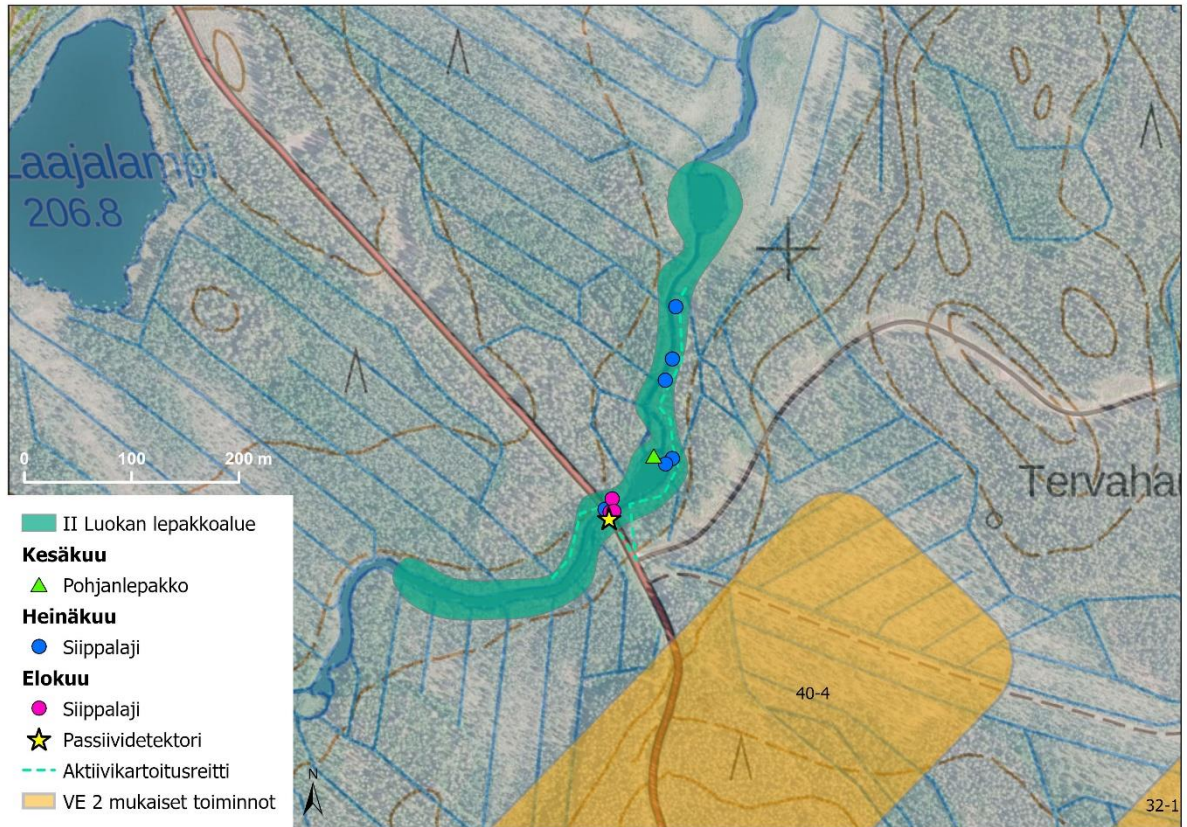 Laajalampi
206.8
Tervahau
0 100 200 m
40-4
32-1
II Luokan lepakkoalue
Kesäkuu
Pohjanlepakko
Heinäkuu
Siippalaji
Elokuu
Siippalaji
Passiividetektori
Aktiivikartoitusreitti
VE 2 mukaiset toiminnot
N